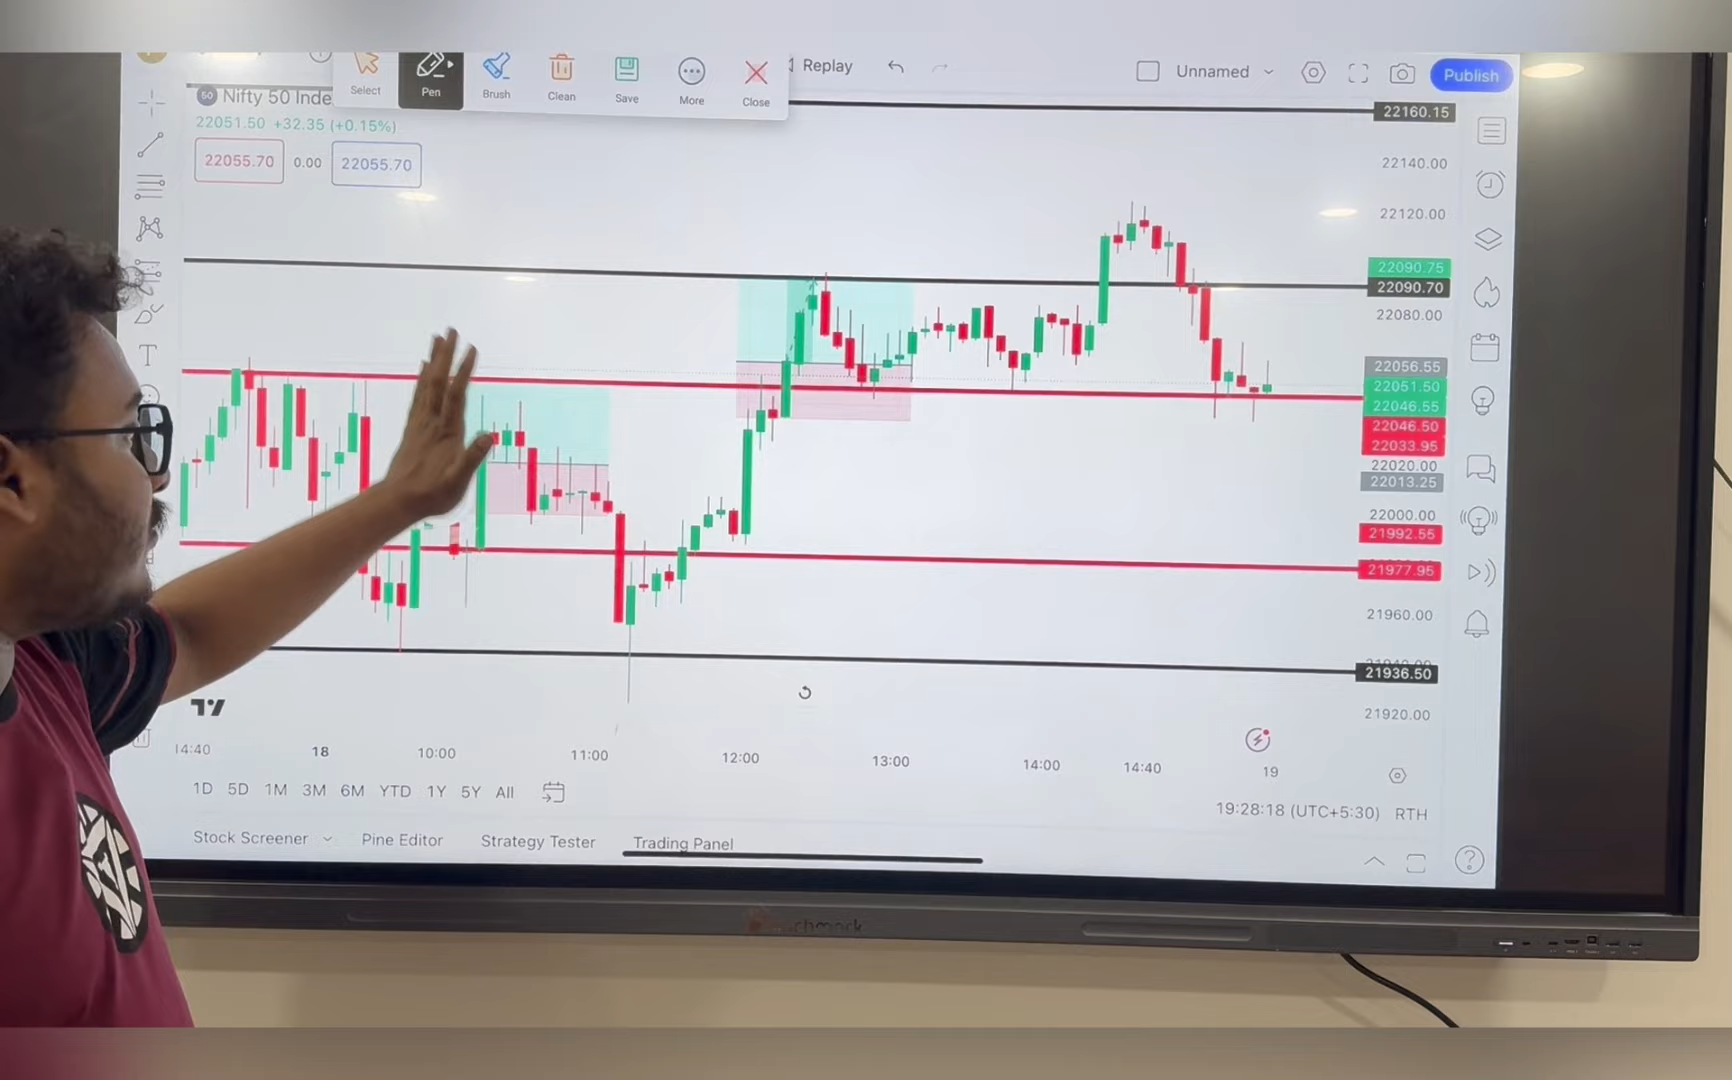 Select
Pen
Brush
Clean
Save
More
Close
Replay
Unnamed
Publish
50 Nifty 50 Inde
22051.50 +32.35 (+0.15%)
22055.70 0.00 22055.70
22160.15
22140.00
22120.00
22090.75
22090.70
22080.00
22056.55
22051.50
22046.55
22046.50
22033.95
22020.00
22013.25
22000.00
21992.55
21977.95
21960.00
21936.50
21920.00
14:40 18 10:00 11:00 12:00 13:00 14:00 14:40 19
1D 5D 1M 3M 6M YTD 1Y 5Y All
19:28:18 (UTC+5:30) RTH
Stock Screener Pine Editor Strategy Tester Trading Panel